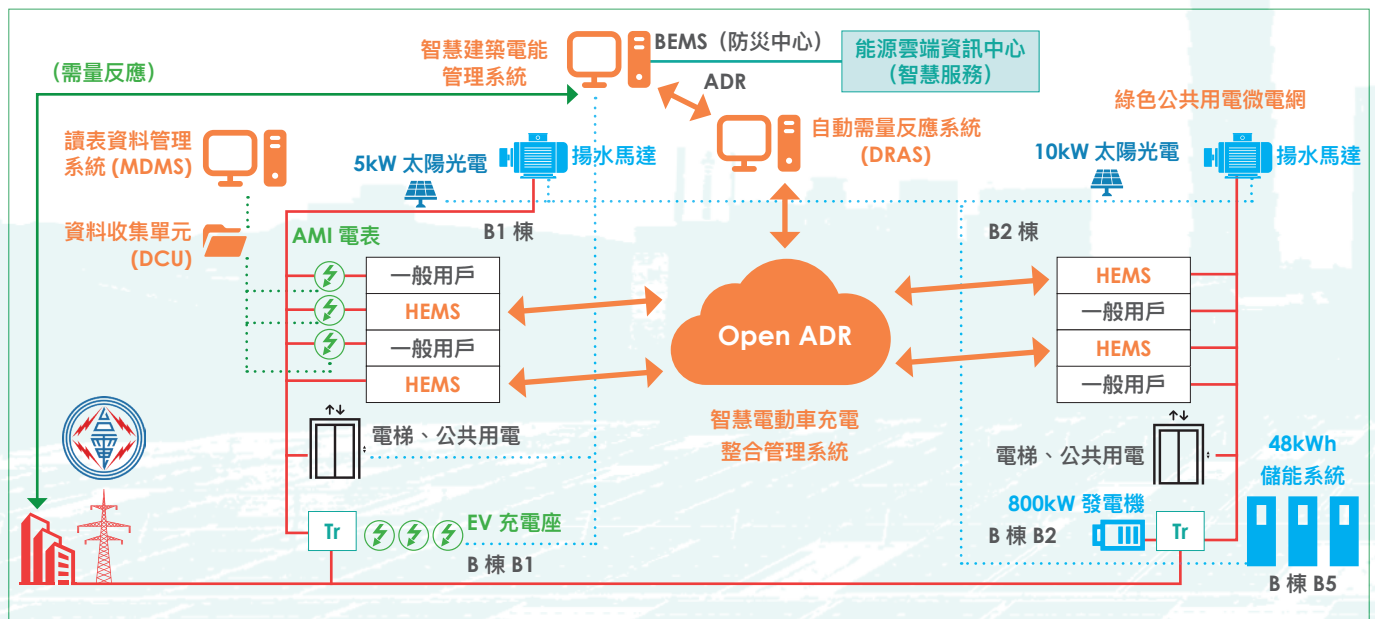 智慧建築電能
管理系統
BEMS（防災中心）
能源雲端資訊中心
（智慧服務）
（需量反應）
ADR
綠色公共用電微電網
讀表資料管理
系統 (MDMS)
自動需量反應系統
(DRAS)
5kW 太陽光電
揚水馬達
10kW 太陽光電
揚水馬達
資料收集單元
(DCU)
AMI 電表
B1 棟
B2 棟
一般用戶
HEMS
一般用戶
HEMS
Open ADR
HEMS
一般用戶
HEMS
一般用戶
智慧電動車充電
整合管理系統
台電
電梯、公共用電
電梯、公共用電
48kWh
儲能系統
800kW 發電機
Tr
EV 充電座
B 棟 B1
B 棟 B2
Tr
B 棟 B5